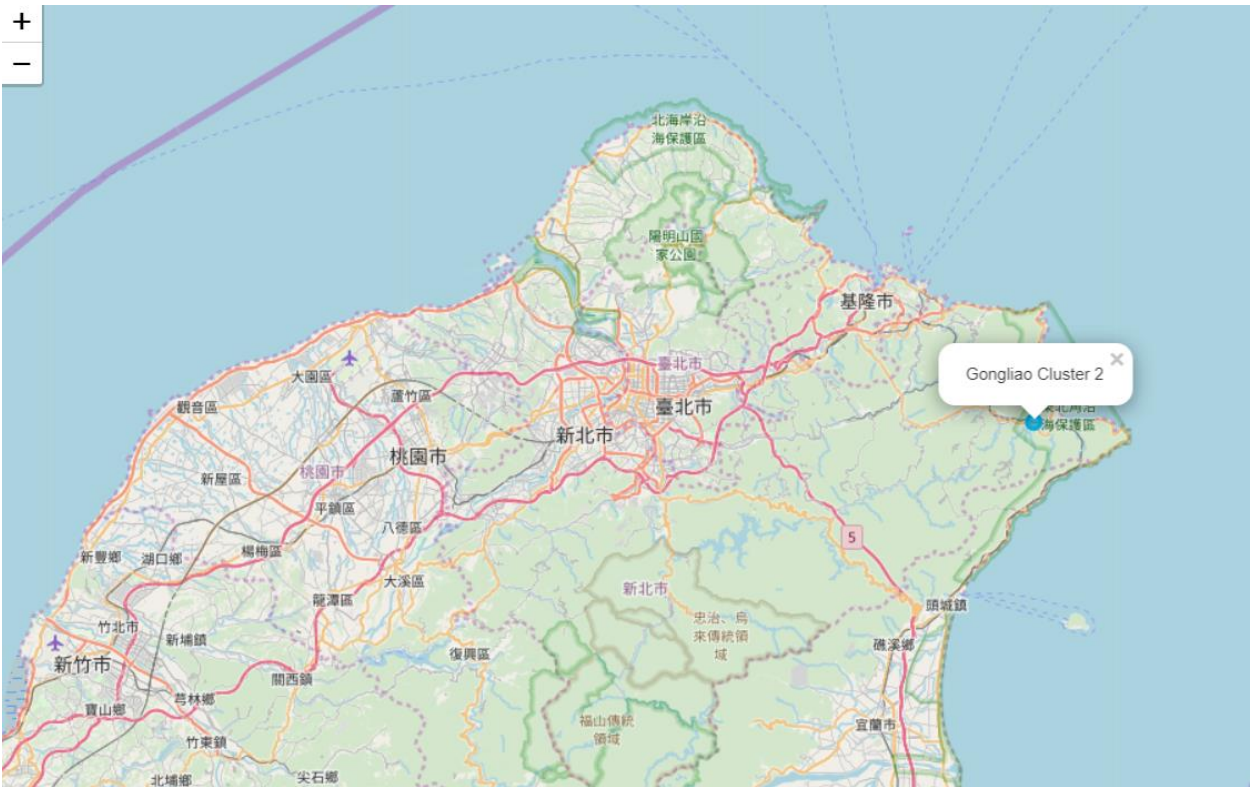 +
−
北海岸沿
海保護區
陽明山國
家公園
基隆市
臺北市
Gongliao Cluster 2
×
大園區
蘆竹區
觀音區
臺北市
海保護區
新北市
桃園市
桃園市
新屋區
平鎮區
八德區
5
新豐鄉
湖口鄉
楊梅區
大溪區
新北市
龍潭區
頭城鎮
忠治、烏
來傳統領
域
竹北市
新埔鎮
礁溪鄉
新竹市
復興區
關西鎮
芎林鄉
寶山鄉
福山傳統
領域
宜蘭市
竹東鎮
北埔鄉
尖石鄉